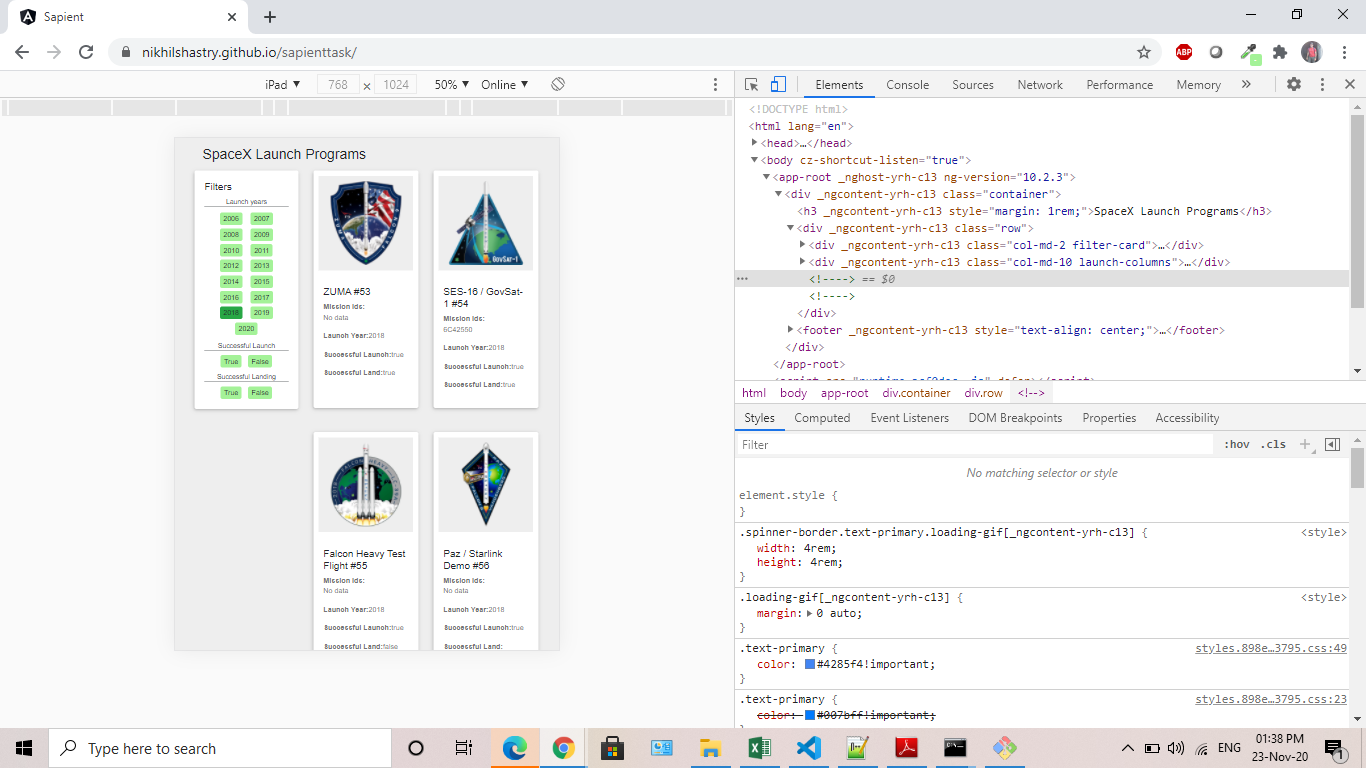 Sapient
nikhilshastry.github.io/sapienttask/
ABP
iPad ▼ 768 × 1024 50% ▼ Online ▼
Elements Console Sources Network Performance Memory »
SpaceX Launch Programs
Filters
Launch years
2006 2007
2008 2009
2010 2011
2012 2013
2014 2015
2016 2017
2018 2019
2020
Successful Launch
True False
Successful Landing
True False
ZUMA #53
Mission Ids:
No data
Launch Year:2018
Successful Launch:true
Successful Land:true
GovSat-1
SES-16 / GovSat-
1 #54
Mission Ids:
6C42550
Launch Year:2018
Successful Launch:true
Successful Land:true
Falcon Heavy Test
Flight #55
Mission Ids:
No data
Launch Year:2018
Successful Launch:true
Successful Land:false
Paz / Starlink
Demo #56
Mission Ids:
No data
Launch Year:2018
Successful Launch:true
Successful Land:
<!DOCTYPE html>
<html lang="en">
<head>…</head>
<body cz-shortcut-listen="true">
<app-root _nghost-yrh-c13 ng-version="10.2.3">
<div _ngcontent-yrh-c13 class="container">
<h3 _ngcontent-yrh-c13 style="margin: 1rem;">SpaceX Launch Programs</h3>
<div _ngcontent-yrh-c13 class="row">
<div _ngcontent-yrh-c13 class="col-md-2 filter-card">…</div>
<div _ngcontent-yrh-c13 class="col-md-10 launch-columns">…</div>
<!----> == $0
<!---->
</div>
<footer _ngcontent-yrh-c13 style="text-align: center;">…</footer>
</div>
</app-root>
html body app-root div.container div.row <!-->
Styles Computed Event Listeners DOM Breakpoints Properties Accessibility
Filter :hov .cls +
No matching selector or style
element.style {
}
.spinner-border.text-primary.loading-gif[_ngcontent-yrh-c13] { <style>
width: 4rem;
height: 4rem;
}
.loading-gif[_ngcontent-yrh-c13] { <style>
margin: 0 auto;
}
.text-primary { styles.898e…3795.css:49
color: #4285f4!important;
}
.text-primary { styles.898e…3795.css:23
color: #007bff!important;
Type here to search
ENG
01:38 PM
23-Nov-20
1